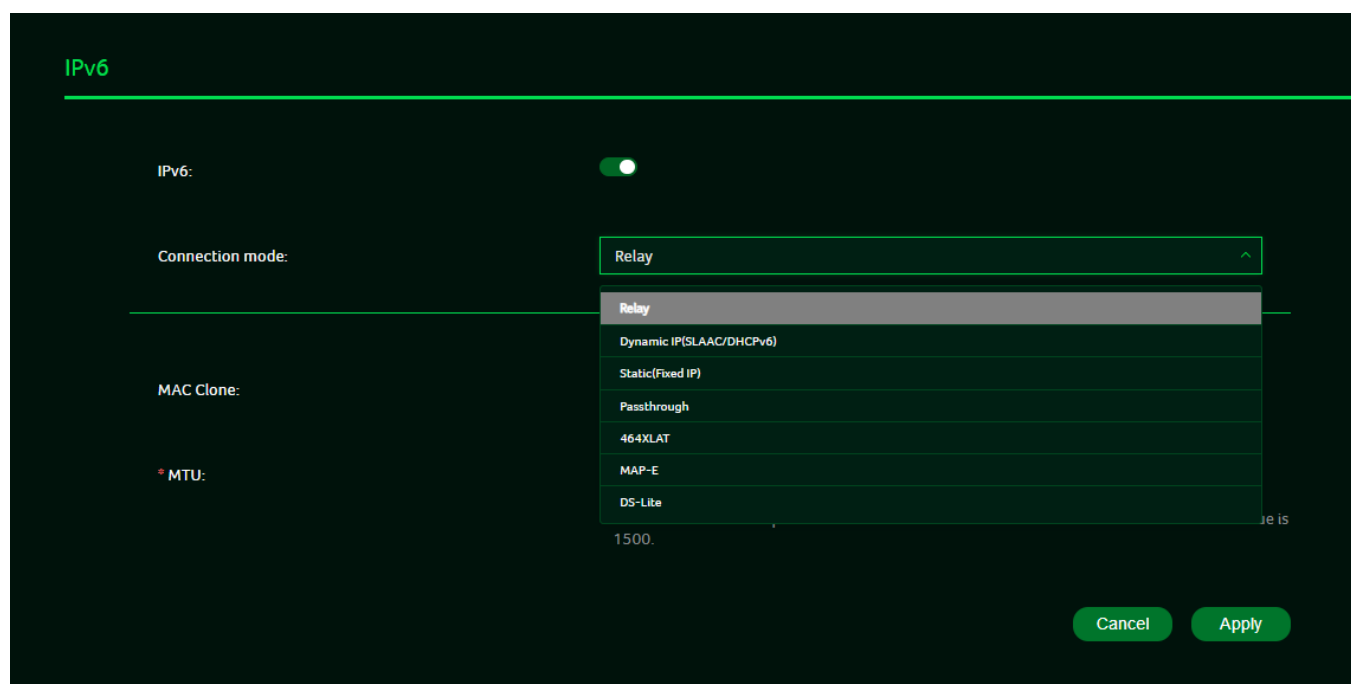 IPv6
IPv6:
Connection mode:
Relay
Relay
Dynamic IP(SLAAC/DHCPv6)
Static(Fixed IP)
Passthrough
464XLAT
MAP-E
DS-Lite
MAC Clone:
* MTU:
is
1500.
Cancel
Apply